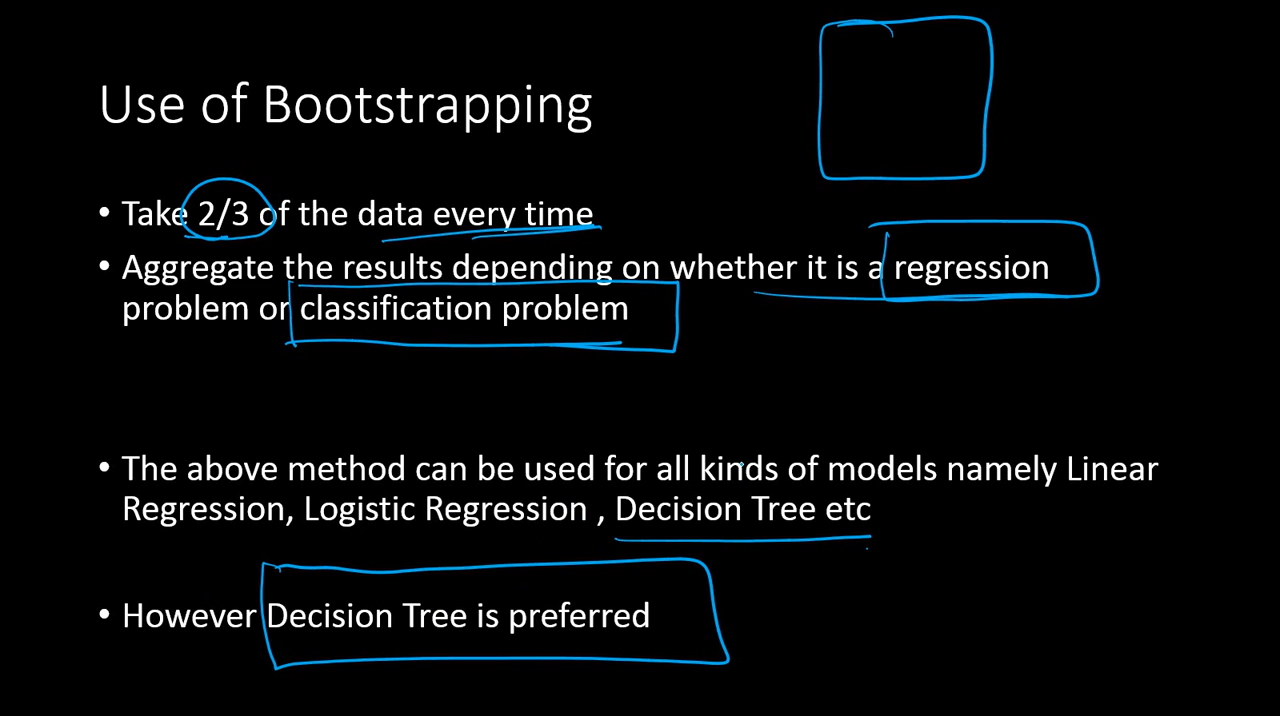 Use of Bootstrapping
• Take 2/3 of the data every time
• Aggregate the results depending on whether it is a regression
problem or classification problem
• The above method can be used for all kinds of models namely Linear
Regression, Logistic Regression , Decision Tree etc
• However Decision Tree is preferred